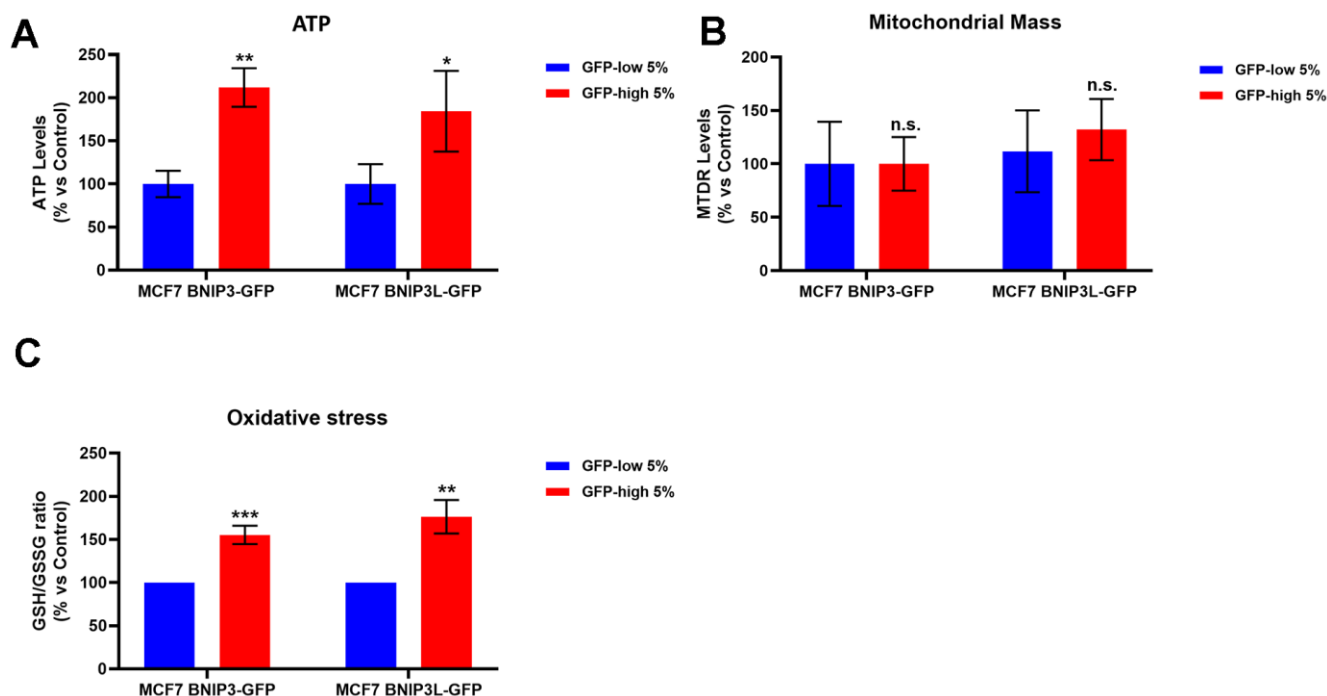 A
ATP
ATP Levels
(% vs Control)
250
200
150
100
50
0
**
*
MCF7 BNIP3-GFP
MCF7 BNIP3L-GFP
GFP-low 5%
GFP-high 5%
B
Mitochondrial Mass
MTDR Levels
(% vs Control)
200
150
100
50
0
n.s.
n.s.
MCF7 BNIP3-GFP
MCF7 BNIP3L-GFP
GFP-low 5%
GFP-high 5%
C
Oxidative stress
GSH/GSSG ratio
(% vs Control)
250
200
150
100
50
0
***
**
MCF7 BNIP3-GFP
MCF7 BNIP3L-GFP
GFP-low 5%
GFP-high 5%